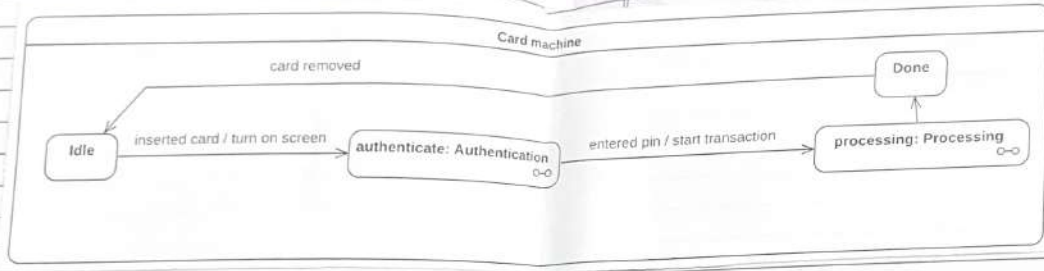 Card machine
card removed
Done
Idle
inserted card / turn on screen
authenticate: Authentication
entered pin / start transaction
processing: Processing